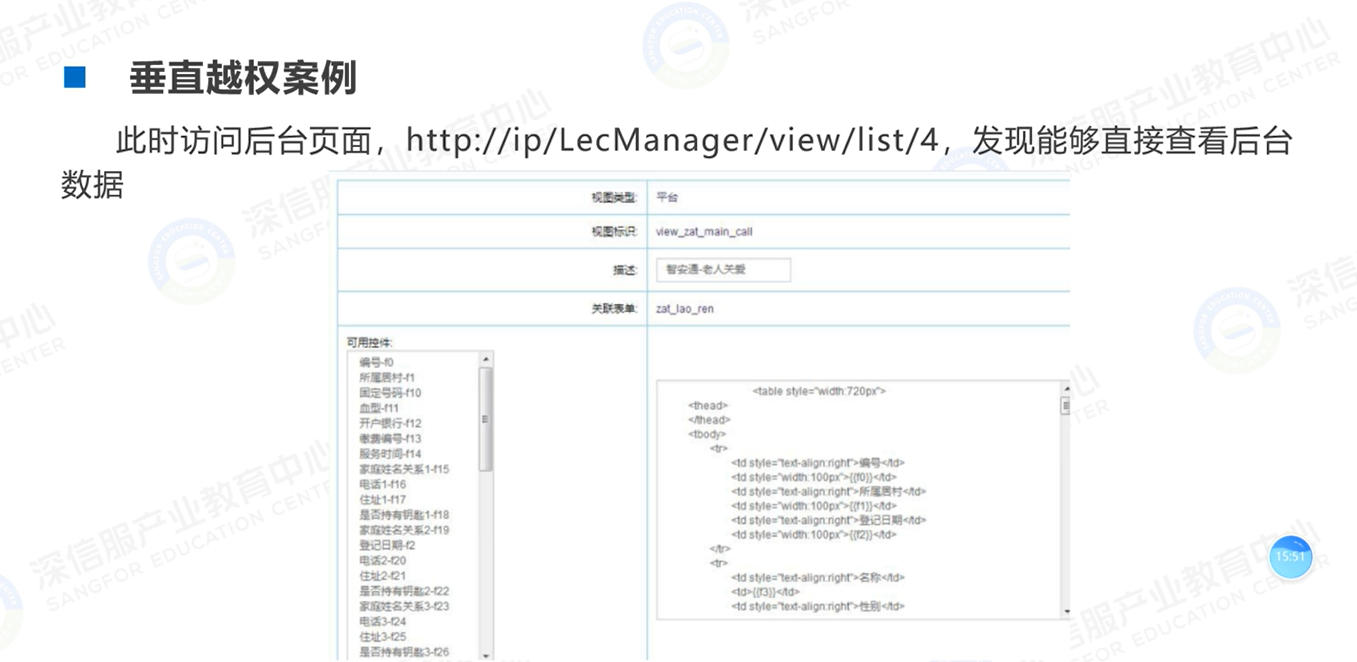 垂直越权案例
此时访问后台页面，http://ip/LecManager/view/list/4，发现能够直接查看后台
数据
视图类型: 平台
视图标识: view_zat_main_call
描述: 智安通-老人关爱
关联表单: zat_lao_ren
可用控件:
编号-f0
所属居村-f1
固定号码-f10
血型-f11
开户银行-f12
缴费编号-f13
服务时间-f14
家庭姓名关系1-f15
电话1-f16
住址1-f17
是否持有钥匙1-f18
家庭姓名关系2-f19
登记日期-f2
电话2-f20
住址2-f21
是否持有钥匙2-f22
家庭姓名关系3-f23
电话3-f24
住址3-f25
是否持有钥匙3-f26
<table style="width:720px">
<thead>
</thead>
<tbody>
<tr>
<td style="text-align:right">编号</td>
<td style="width:100px">{{f0}}</td>
<td style="text-align:right">所属居村</td>
<td style="width:100px">{{f1}}</td>
<td style="text-align:right">登记日期</td>
<td style="width:100px">{{f2}}</td>
</tr>
<tr>
<td style="text-align:right">名称</td>
<td>{{f3}}</td>
<td style="text-align:right">性别</td>
15:51
深信服产业教育中心
SANGFOR EDUCATION CENTER